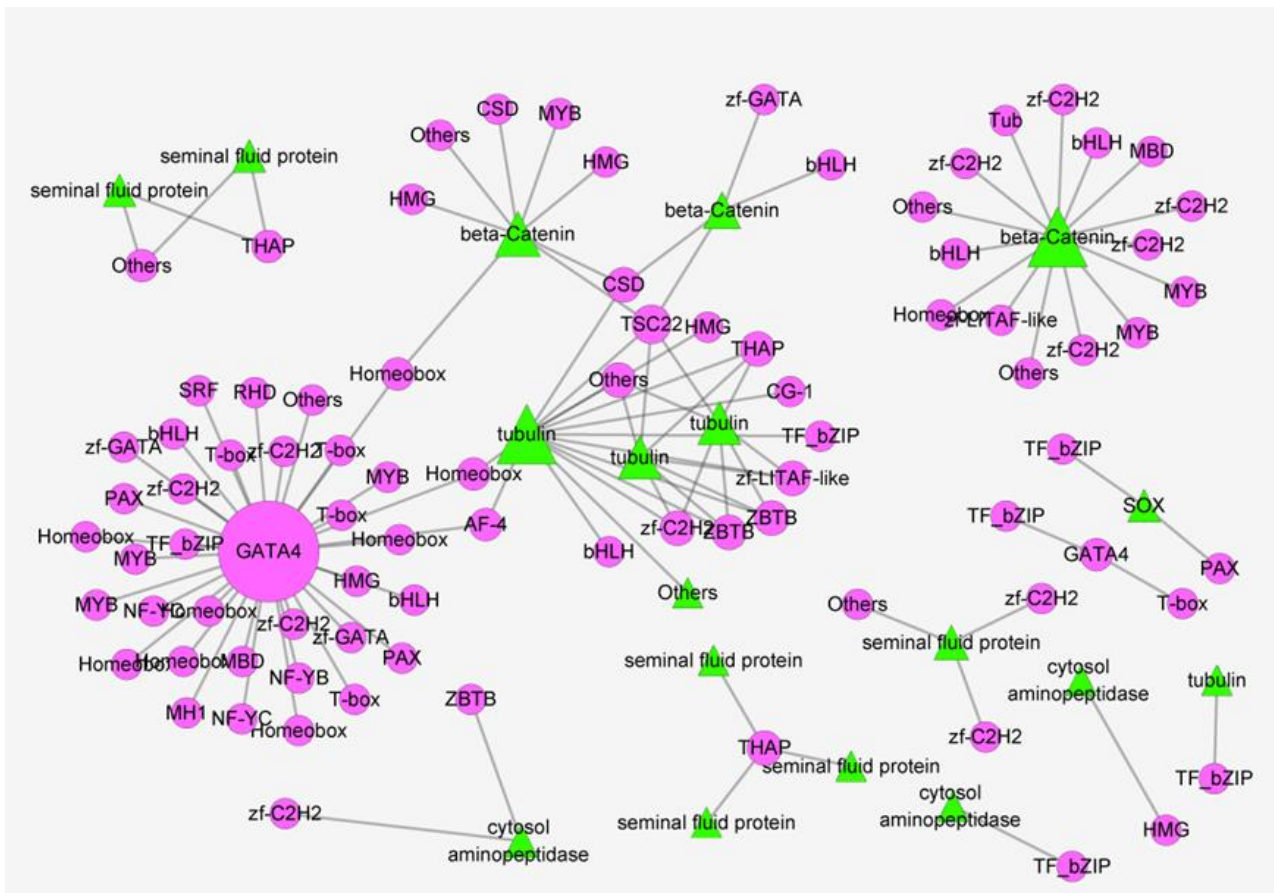 zf-GATA
zf-C2H2
CSD
MYB
Tub
Others
bHLH
MBD
seminal fluid protein
HMG
bHLH
zf-C2H2
seminal fluid protein
HMG
beta-Catenin
Others
zf-C2H2
beta-Catenin
beta-Catenin
zf-C2H2
THAP
bHLH
Others
CSD
MYB
Homeobox
zf-LITAF-like
TSC22
HMG
MYB
THAP
zf-C2H2
Homeobox
Others
Others
SRF
RHD
Others
CG-1
tubulin
bHLH
tubulin
TF_bZIP
zf-GATA
T-box
zf-C2H2
T-box
tubulin
TF_bZIP
MYB
Homeobox
zf-LITAF-like
zf-C2H2
PAX
SOX
T-box
TF_bZIP
AF-4
zf-C2H2
ZBTB
ZBTB
Homeobox
TF_bZIP
Homeobox
GATA4
bHLH
GATA4
MYB
PAX
HMG
Others
MYB
NF-YC
Homeobox
bHLH
Others
zf-C2H2
T-box
zf-C2H2
zf-GATA
seminal fluid protein
Homeobox
Homeobox
MBD
PAX
seminal fluid protein
cytosol
aminopeptidase
tubulin
NF-YB
T-box
ZBTB
MH1
NF-YC
Homeobox
zf-C2H2
THAP
seminal fluid protein
TF_bZIP
cytosol
aminopeptidase
zf-C2H2
cytosol
aminopeptidase
seminal fluid protein
HMG
TF_bZIP